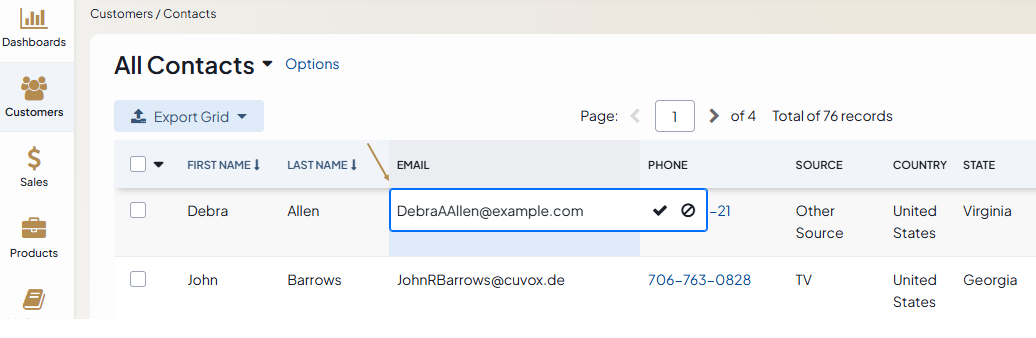 Customers / Contacts
Dashboards
Customers
Sales
Products
All Contacts Options
Export Grid Page: 1 of 4 Total of 76 records
FIRST NAME LAST NAME EMAIL PHONE SOURCE COUNTRY STATE
Debra Allen DebraAAllen@example.com -21 Other Source United States Virginia
John Barrows JohnRBarrows@cuvox.de 706-763-0828 TV United States Georgia